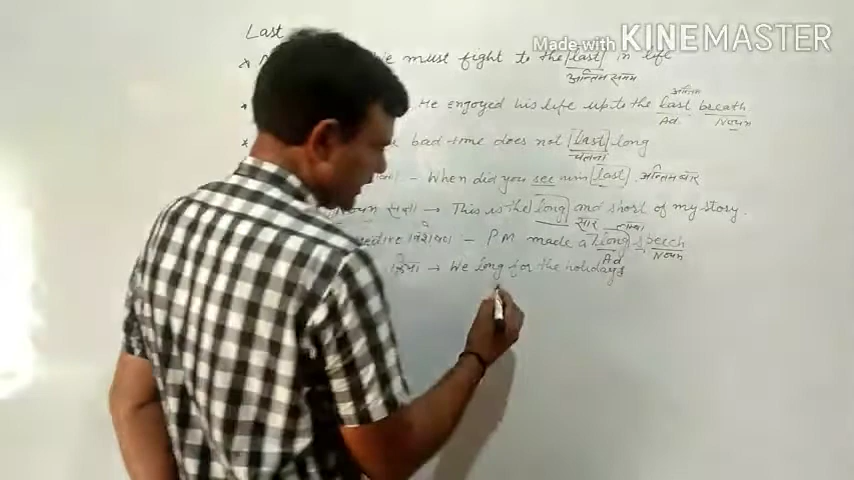 Last
Made with KINEMASTER
must fight to the last in life
अन्तिम समय
अन्तिम
He enjoyed his life upto the last breath
Ad. Noun
bad time does not last long
चलना
- When did you see him last. अन्तिम बार
Noun संज्ञा → This is the long and short of my story.
सार लम्बा
विशेषण - PM made a long speech
Ad Noun
क्रिया → We long for the holidays